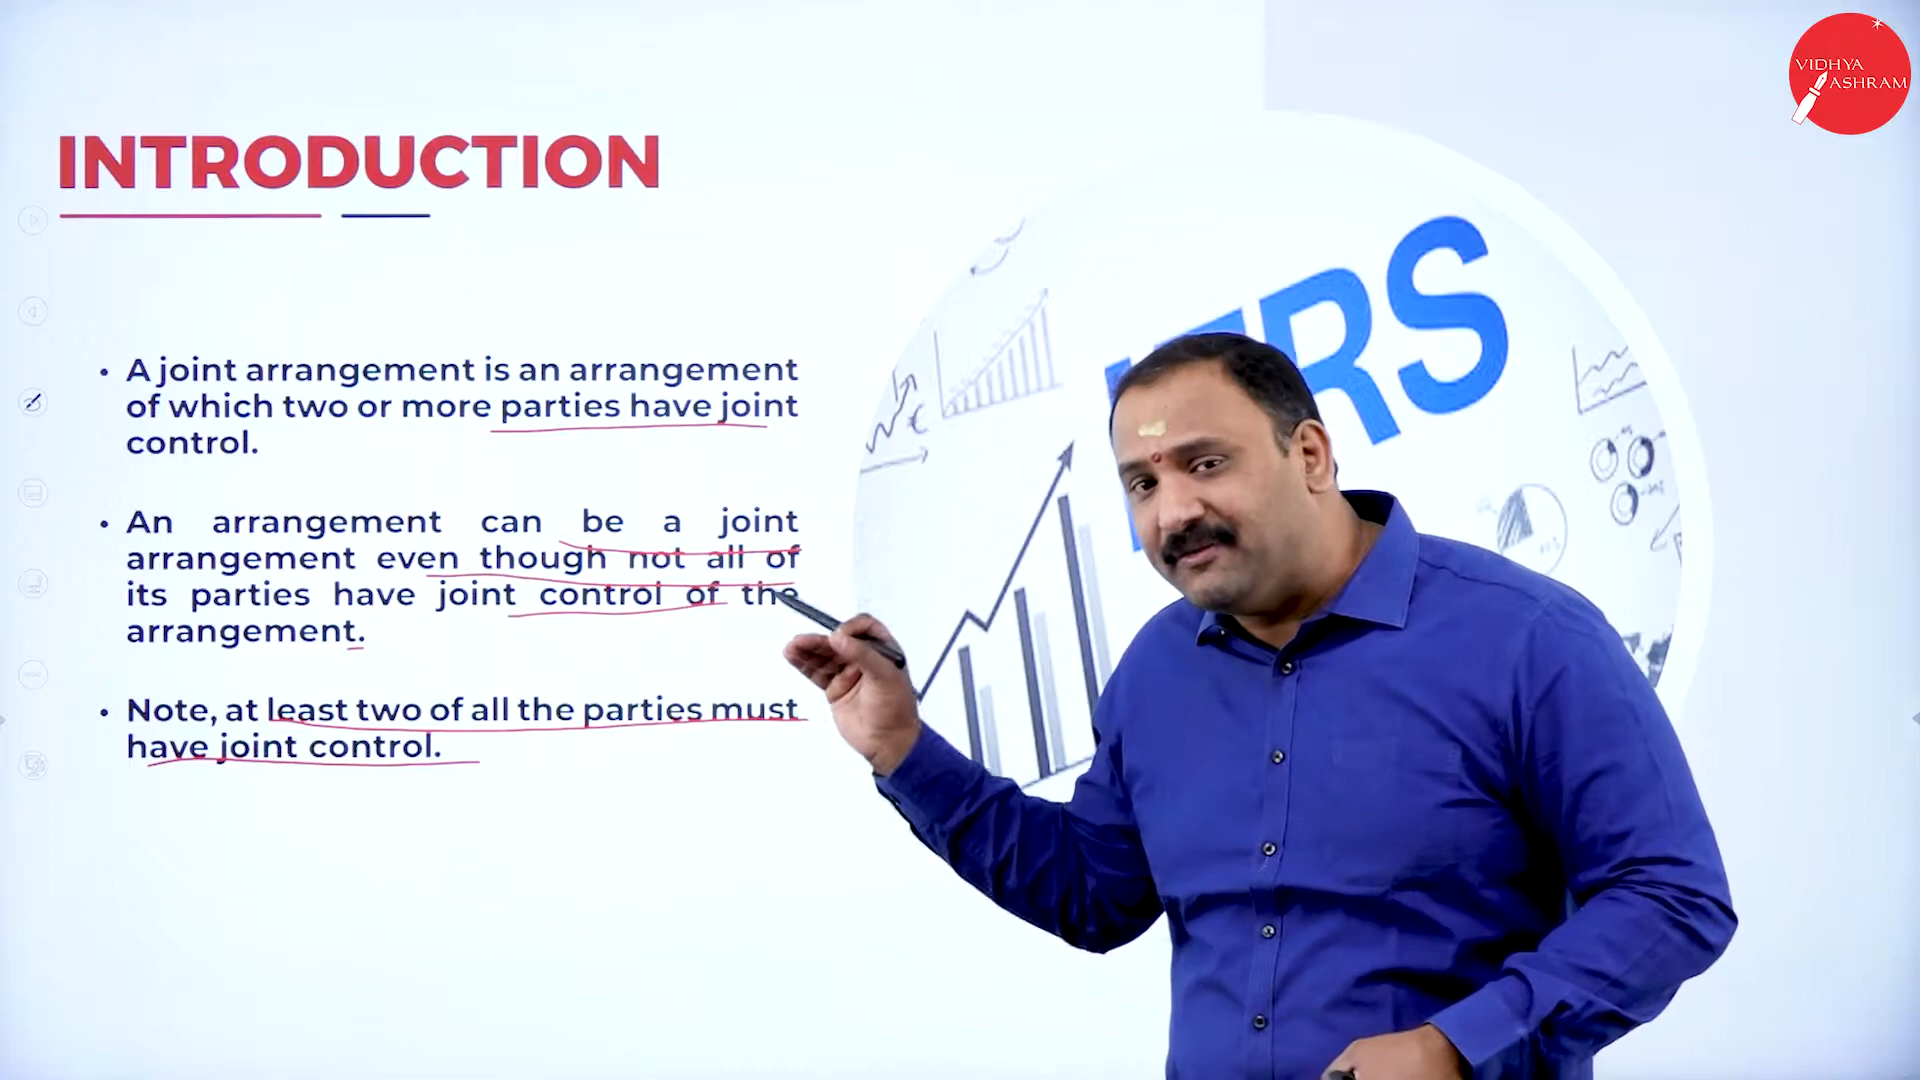 VIDHYA
ASHRAM
INTRODUCTION
• A joint arrangement is an arrangement
of which two or more parties have joint
control.
• An arrangement can be a joint
arrangement even though not all of
its parties have joint control of the
arrangement.
• Note, at least two of all the parties must
have joint control.